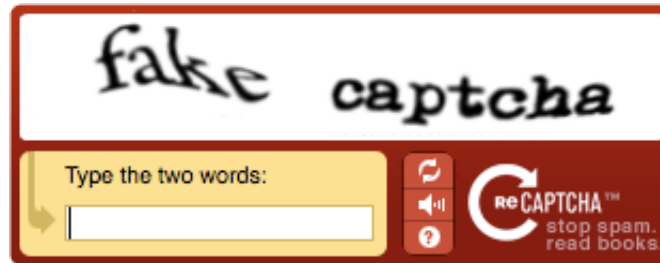 fake captcha
Type the two words:
ReCAPTCHA™
stop spam.
read books.